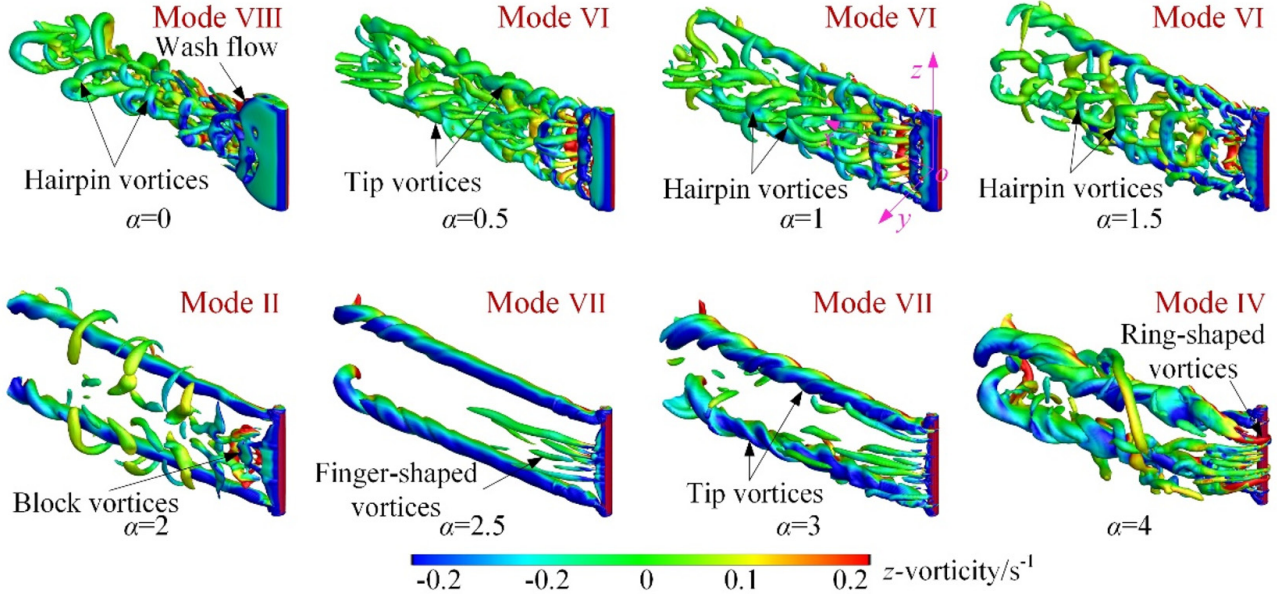 Mode VIII
Wash flow
Hairpin vortices
α=0
Mode VI
Tip vortices
α=0.5
Mode VI
z
o
y
Hairpin vortices
α=1
Mode VI
Hairpin vortices
α=1.5
Mode II
Block vortices
α=2
Mode VII
Finger-shaped
vortices
α=2.5
Mode VII
Tip vortices
α=3
Mode IV
Ring-shaped
vortices
α=4
-0.2 -0.2 0 0.1 0.2 z-vorticity/s⁻¹